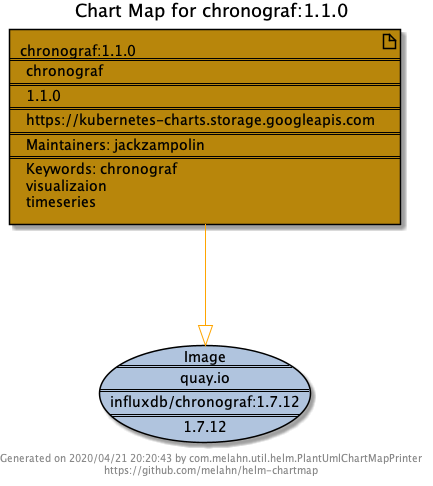 Chart Map for chronograf:1.1.0
chronograf:1.1.0
chronograf
1.1.0
https://kubernetes-charts.storage.googleapis.com
Maintainers: jackzampolin
Keywords: chronograf
visualizaion
timeseries
Image
quay.io
influxdb/chronograf:1.7.12
1.7.12
Generated on 2020/04/21 20:20:43 by com.melahn.util.helm.PlantUmlChartMapPrinter
https://github.com/melahn/helm-chartmap